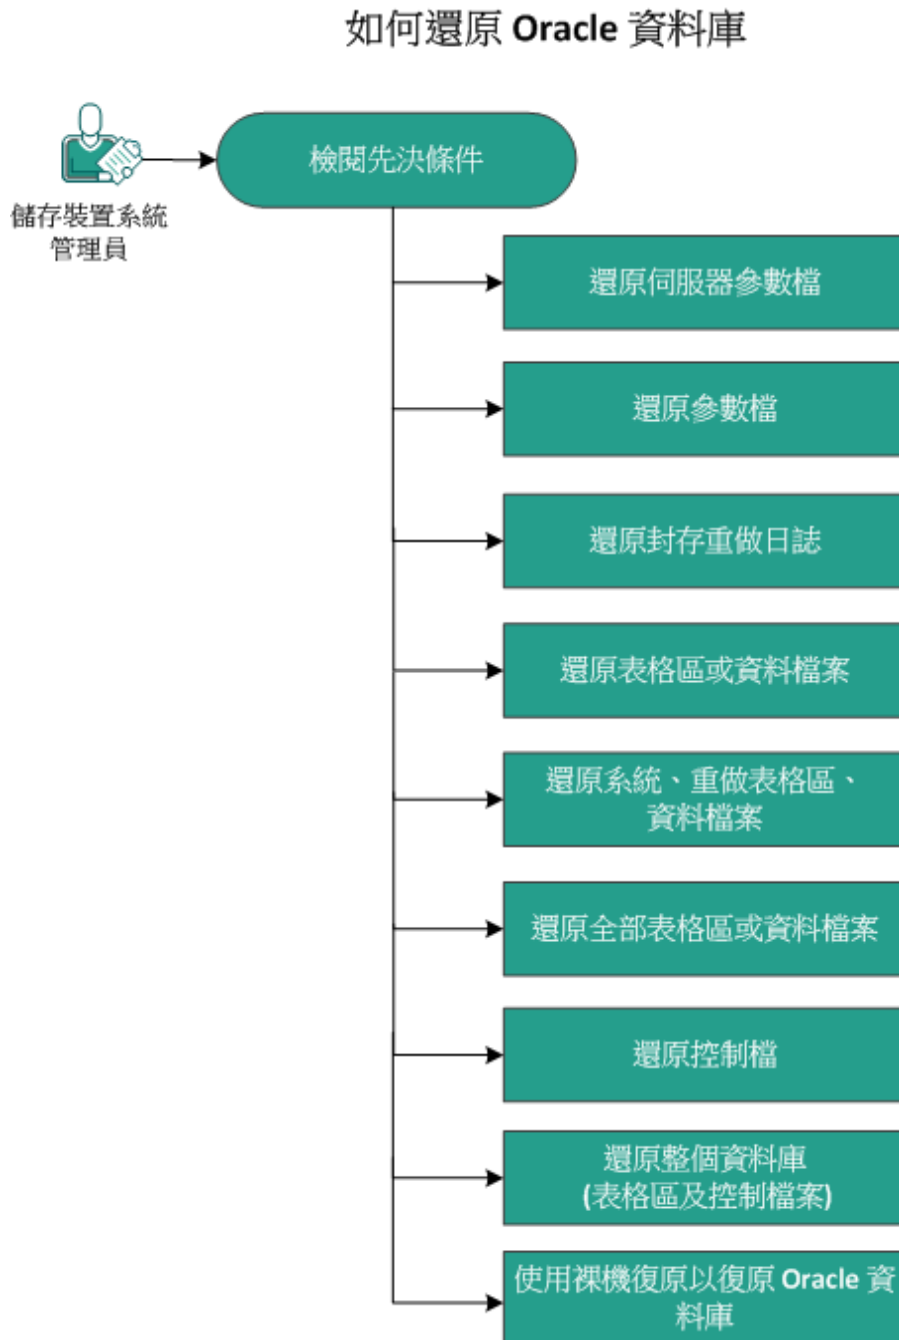 如何還原 Oracle 資料庫
檢閱先決條件
儲存裝置系統
管理員
還原伺服器參數檔
還原參數檔
還原封存重做日誌
還原表格區或資料檔案
還原系統、重做表格區、
資料檔案
還原全部表格區或資料檔案
還原控制檔
還原整個資料庫
(表格區及控制檔案)
使用裸機復原以復原 Oracle 資
料庫